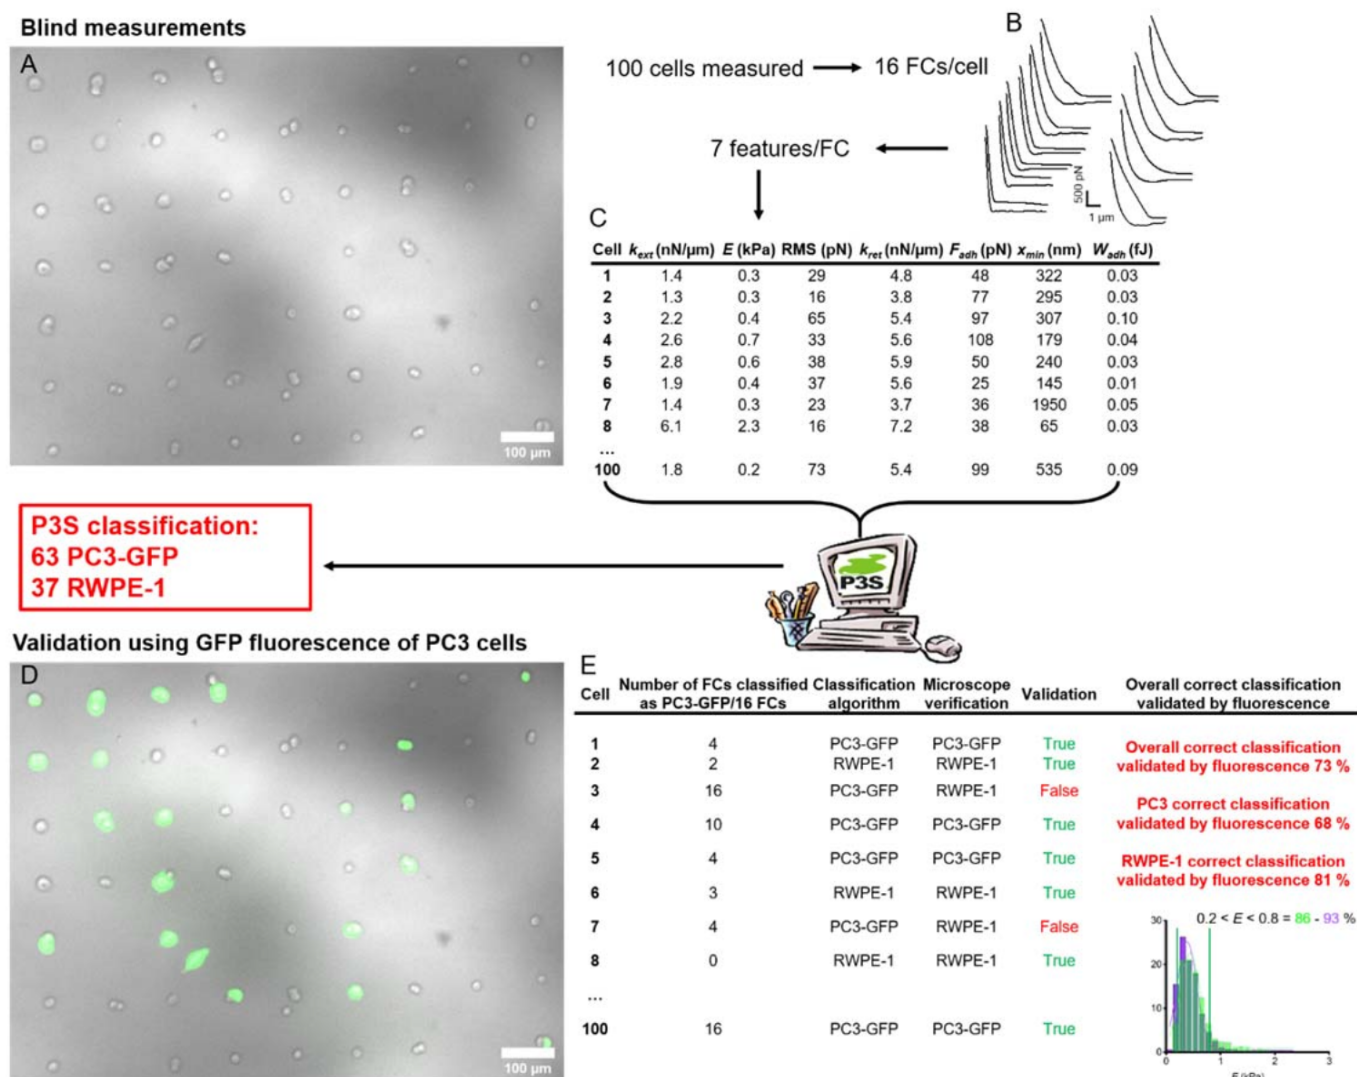 Blind measurements
A
100 µm
100 cells measured
16 FCs/cell
B
7 features/FC
500 pN
1 µm
C
Cell k_ext (nN/µm) E (kPa) RMS (pN) k_ret (nN/µm) F_adh (pN) x_min (nm) W_adh (fJ)
1 1.4 0.3 29 4.8 48 322 0.03
2 1.3 0.3 16 3.8 77 295 0.03
3 2.2 0.4 65 5.4 97 307 0.10
4 2.6 0.7 33 5.6 108 179 0.04
5 2.8 0.6 38 5.9 50 240 0.03
6 1.9 0.4 37 5.6 25 145 0.01
7 1.4 0.3 23 3.7 36 1950 0.05
8 6.1 2.3 16 7.2 38 65 0.03
...
100 1.8 0.2 73 5.4 99 535 0.09
P3S
P3S classification:
63 PC3-GFP
37 RWPE-1
Validation using GFP fluorescence of PC3 cells
D
100 µm
E
Cell Number of FCs classified as PC3-GFP/16 FCs Classification algorithm Microscope verification Validation Overall correct classification validated by fluorescence
1 4 PC3-GFP PC3-GFP True
2 2 RWPE-1 RWPE-1 True
3 16 PC3-GFP RWPE-1 False
4 10 PC3-GFP PC3-GFP True
5 4 PC3-GFP PC3-GFP True
6 3 RWPE-1 RWPE-1 True
7 4 PC3-GFP RWPE-1 False
8 0 RWPE-1 RWPE-1 True
...
100 16 PC3-GFP PC3-GFP True
Overall correct classification
validated by fluorescence 73 %
PC3 correct classification
validated by fluorescence 68 %
RWPE-1 correct classification
validated by fluorescence 81 %
0.2 < E < 0.8 = 86 - 93 %
30
20
10
0
0 1 2 3
E (kPa)